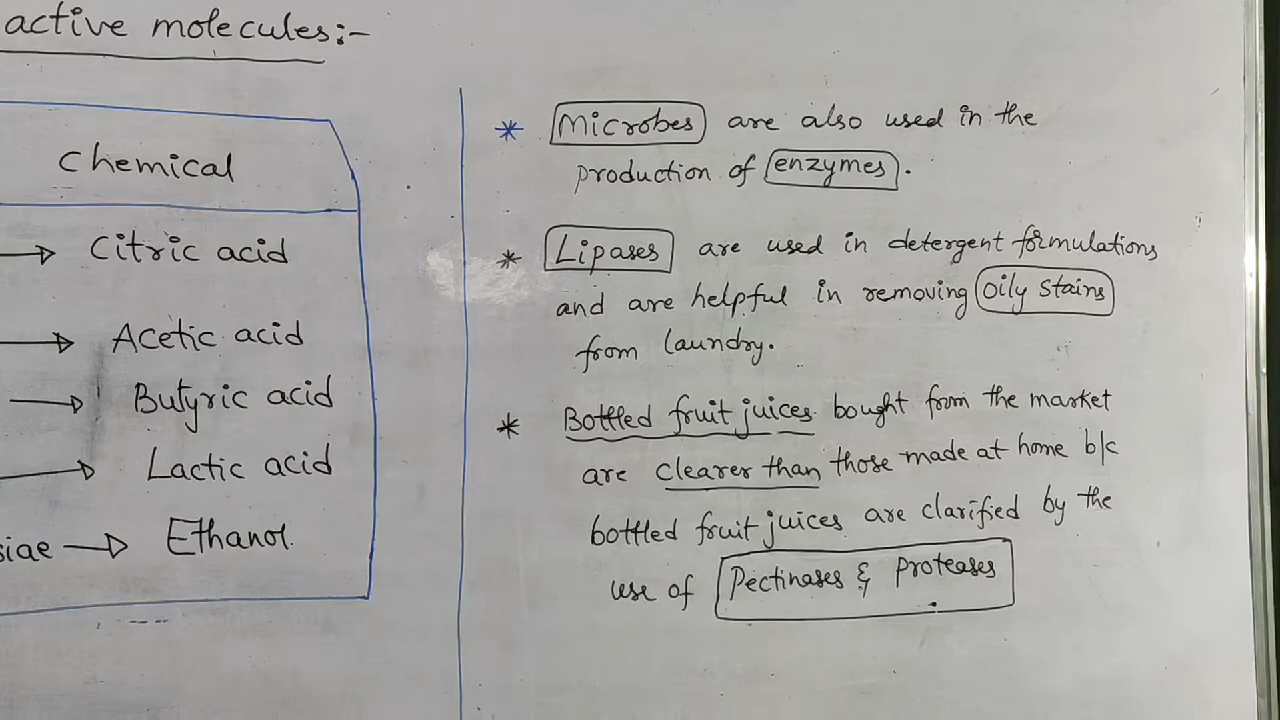 active molecules:-
Chemical
→ Citric acid
→ Acetic acid
→ Butyric acid
→ Lactic acid
siae → Ethanol.
* Microbes are also used in the
production of enzymes.
* Lipases are used in detergent formulations
and are helpful in removing oily stains
from laundry.
* Bottled fruit juices bought from the market
are clearer than those made at home b/c
bottled fruit juices are clarified by the
use of Pectinases & Proteases